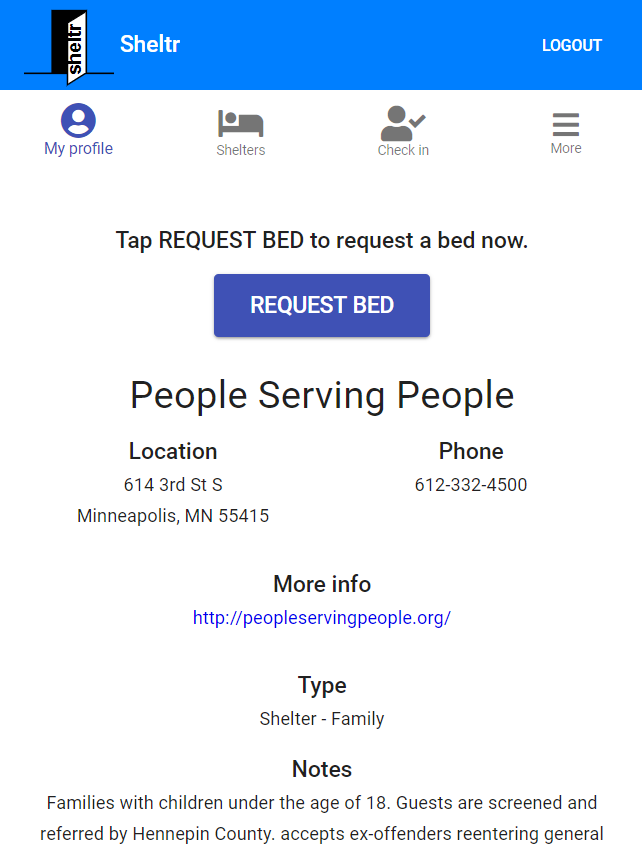 sheltr
Sheltr
LOGOUT
My profile
Shelters
Check in
More
Tap REQUEST BED to request a bed now.
REQUEST BED
People Serving People
Location
614 3rd St S
Minneapolis, MN 55415
Phone
612-332-4500
More info
http://peopleservingpeople.org/
Type
Shelter - Family
Notes
Families with children under the age of 18. Guests are screened and
referred by Hennepin County. accepts ex-offenders reentering general